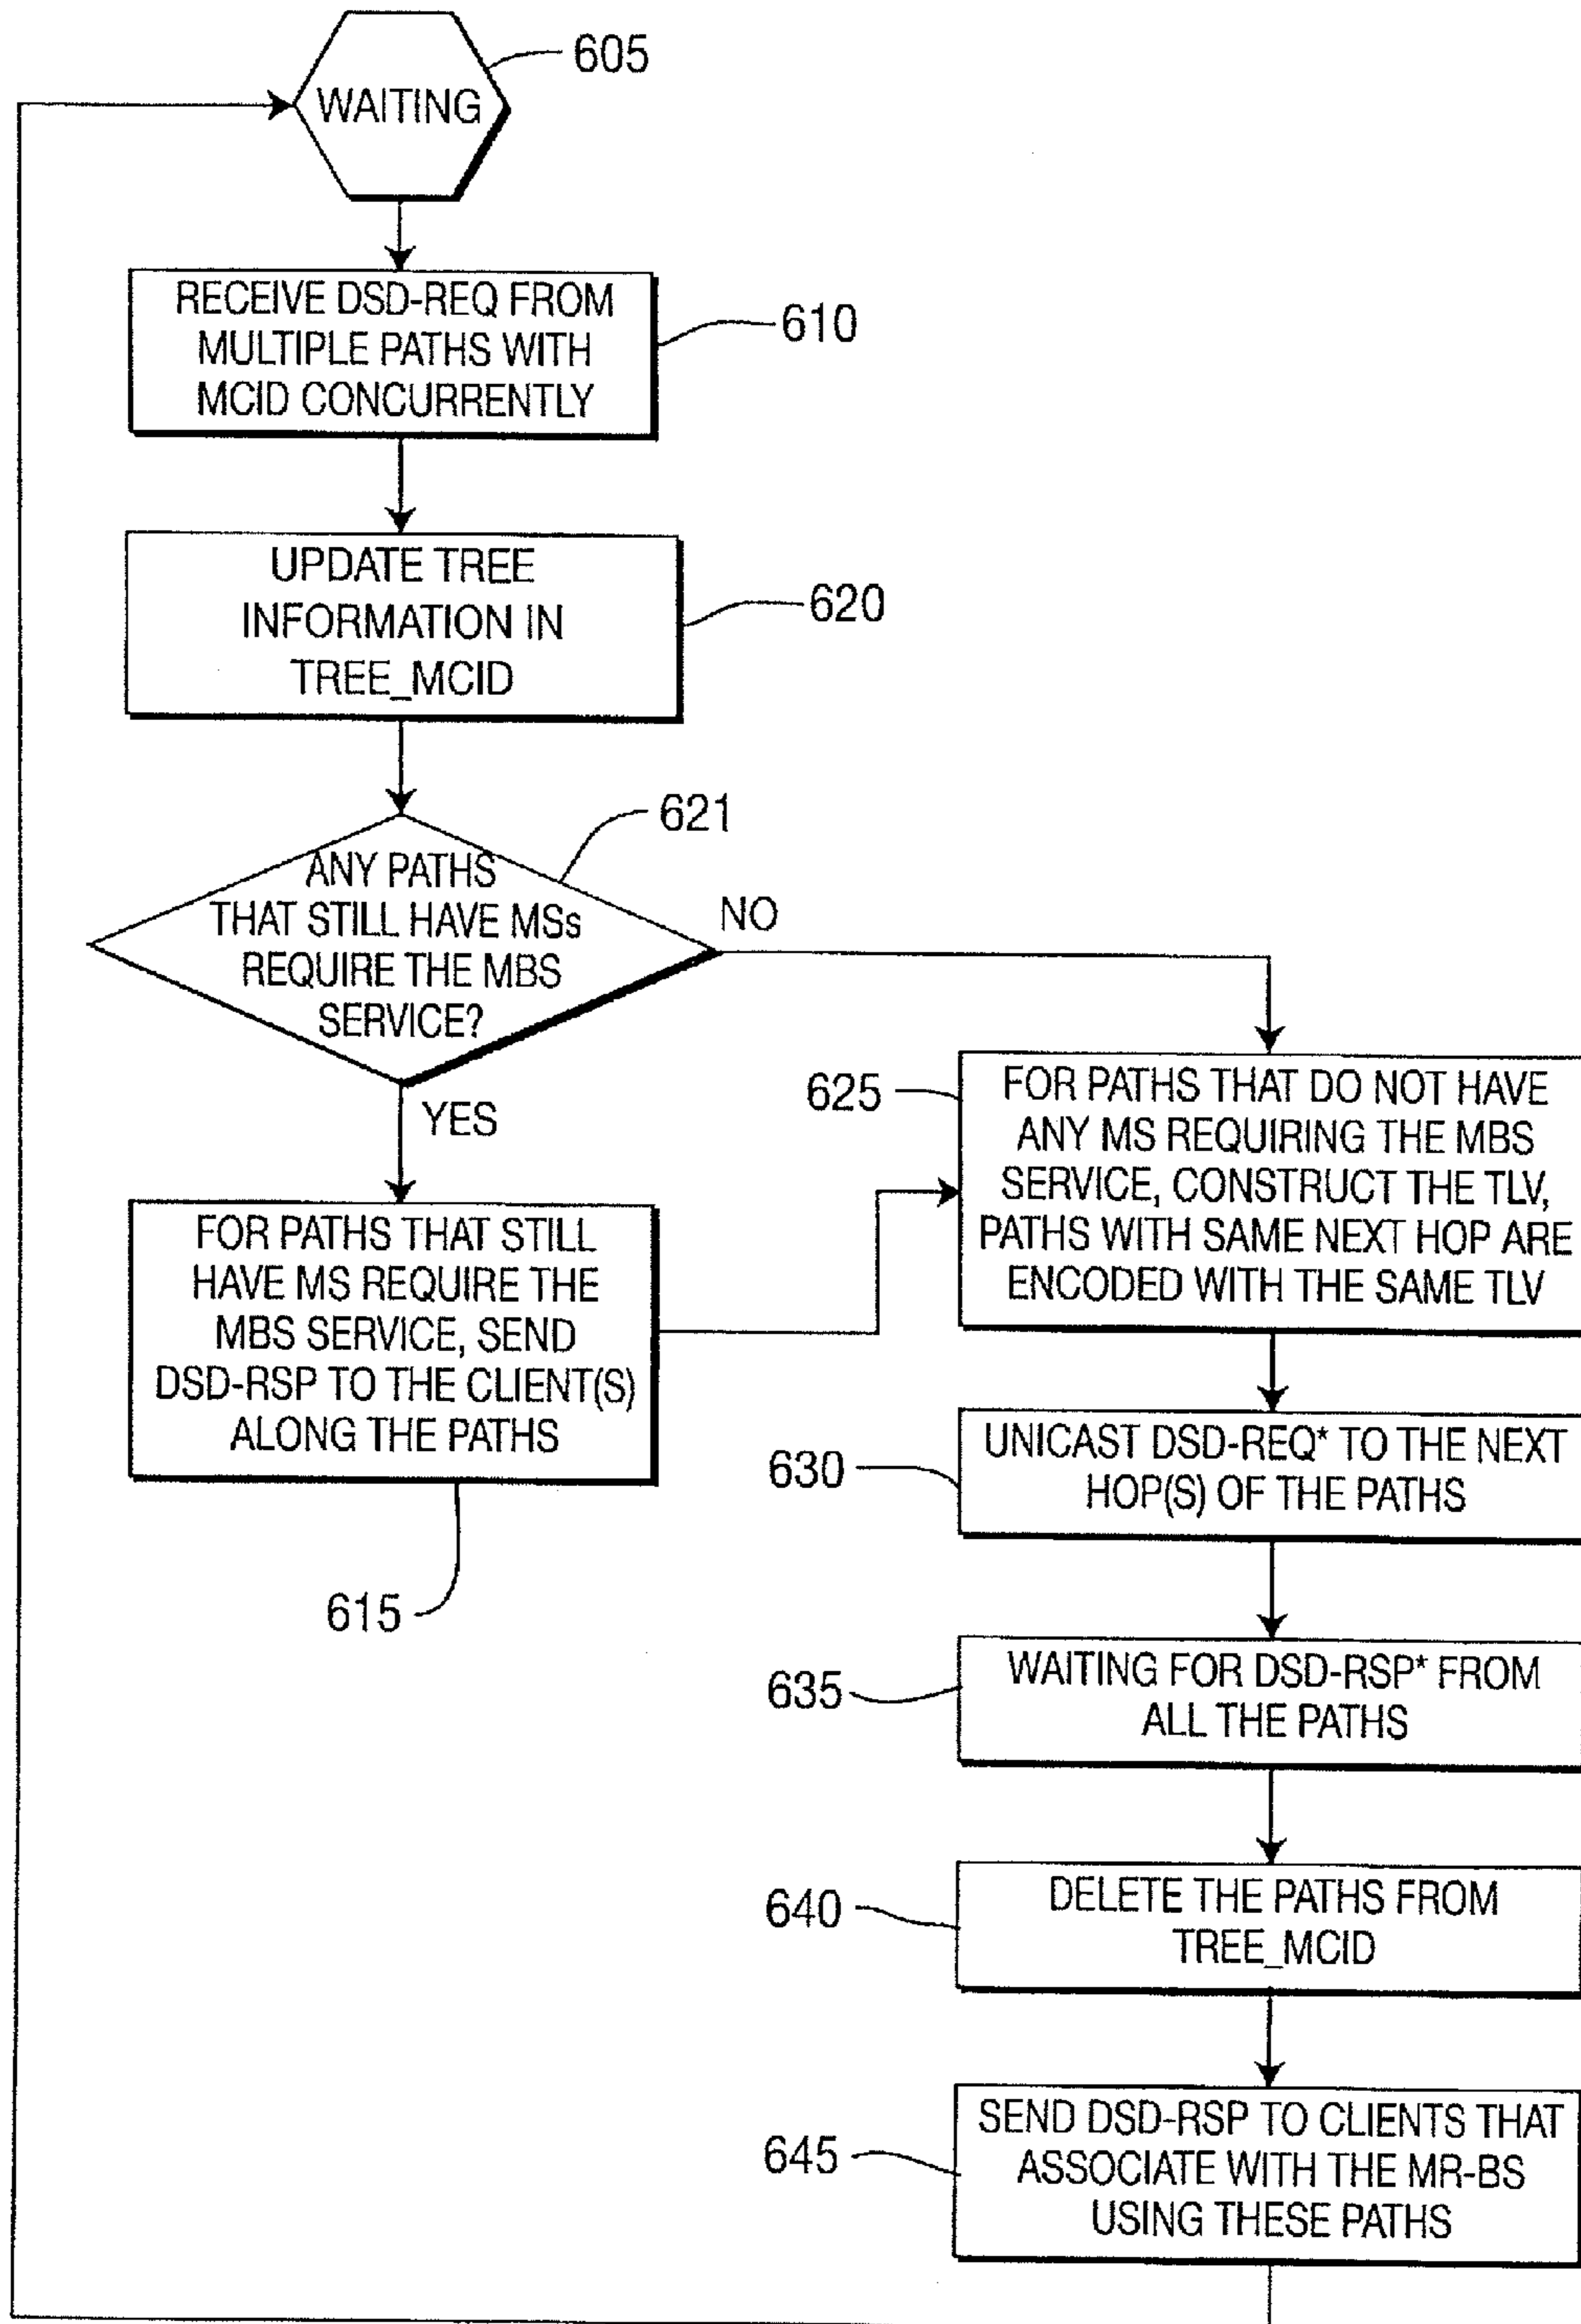 605
WAITING
RECEIVE DSD-REQ FROM
MULTIPLE PATHS WITH
MCID CONCURRENTLY
610
UPDATE TREE
INFORMATION IN
TREE_MCID
620
621
ANY PATHS
THAT STILL HAVE MSs
REQUIRE THE MBS
SERVICE?
NO
YES
FOR PATHS THAT STILL
HAVE MS REQUIRE THE
MBS SERVICE, SEND
DSD-RSP TO THE CLIENT(S)
ALONG THE PATHS
615
625
FOR PATHS THAT DO NOT HAVE
ANY MS REQUIRING THE MBS
SERVICE, CONSTRUCT THE TLV,
PATHS WITH SAME NEXT HOP ARE
ENCODED WITH THE SAME TLV
630
UNICAST DSD-REQ* TO THE NEXT
HOP(S) OF THE PATHS
635
WAITING FOR DSD-RSP* FROM
ALL THE PATHS
640
DELETE THE PATHS FROM
TREE_MCID
645
SEND DSD-RSP TO CLIENTS THAT
ASSOCIATE WITH THE MR-BS
USING THESE PATHS